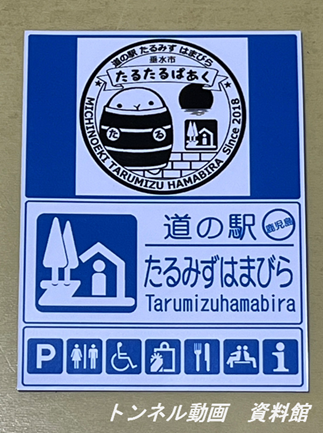 道の駅 たるみず はまびら
垂水市
たるたるぱあく
たる
MICHINOEKI TARUMIZU HAMABIRA Since 2018
道の駅 鹿児島
たるみずはまびら
Tarumizuhamabira
P
i
トンネル動画 資料館